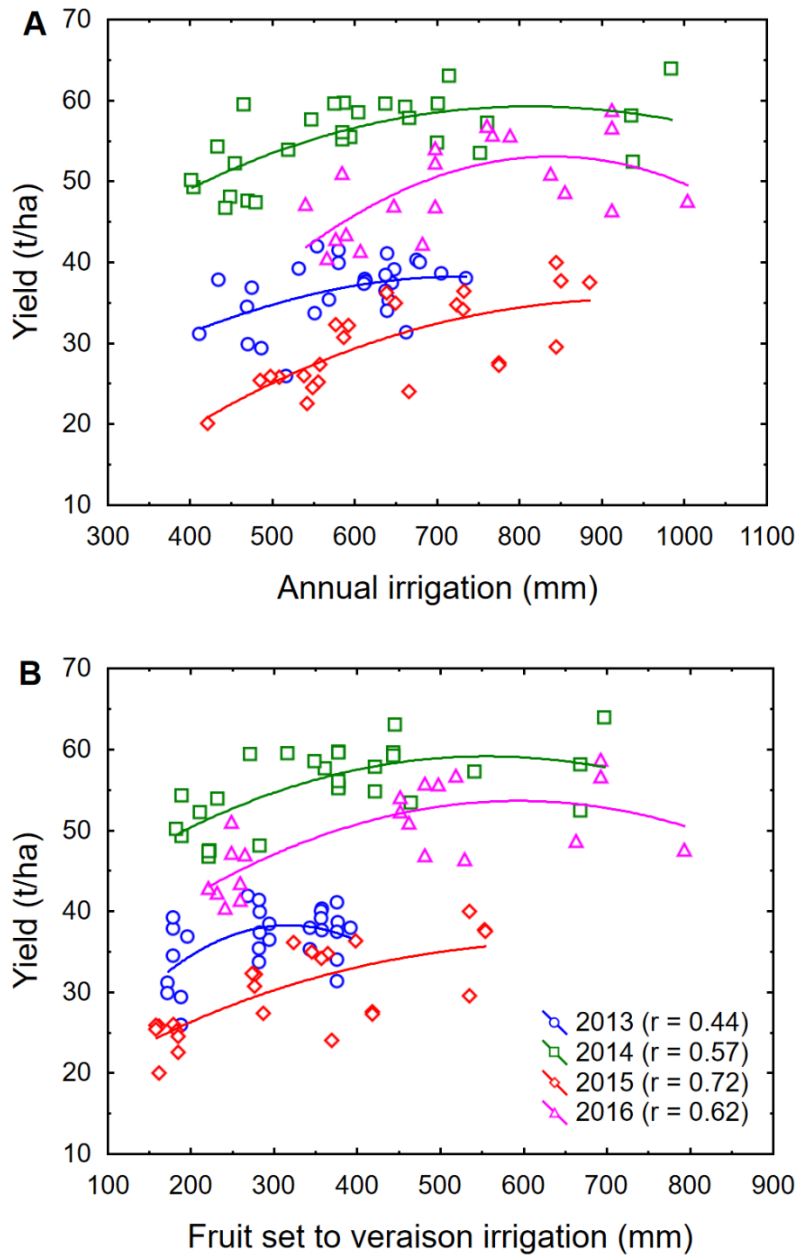 A
70
60
50
40
30
20
10
Yield (t/ha)
300 400 500 600 700 800 900 1000 1100
Annual irrigation (mm)
B
70
60
50
40
30
20
10
Yield (t/ha)
2013 (r = 0.44)
2014 (r = 0.57)
2015 (r = 0.72)
2016 (r = 0.62)
100 200 300 400 500 600 700 800 900
Fruit set to veraison irrigation (mm)